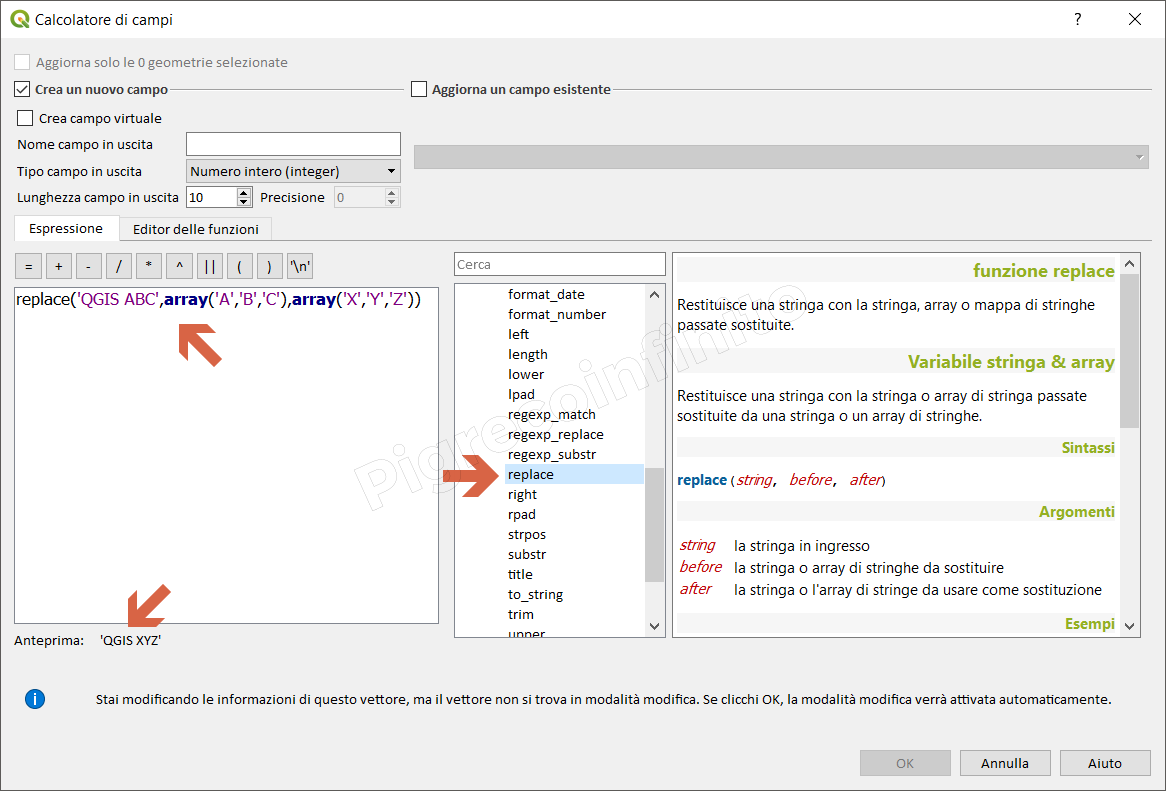 Calcolatore di campi
?
Aggiorna solo le 0 geometrie selezionate
Crea un nuovo campo
Aggiorna un campo esistente
Crea campo virtuale
Nome campo in uscita
Tipo campo in uscita Numero intero (integer)
Lunghezza campo in uscita 10 Precisione 0
Espressione Editor delle funzioni
= + - / * ^ || ( ) '\n'
replace('QGIS ABC',array('A','B','C'),array('X','Y','Z'))
Anteprima: 'QGIS XYZ'
Cerca
format_date
format_number
left
length
lower
lpad
regexp_match
regexp_replace
regexp_substr
replace
right
rpad
strpos
substr
title
to_string
trim
upper
funzione replace
Restituisce una stringa con la stringa, array o mappa di stringhe
passate sostituite.
Variabile stringa & array
Restituisce una stringa con la stringa o array di stringa passate
sostituite da una stringa o un array di stringhe.
Sintassi
replace (string, before, after)
Argomenti
string la stringa in ingresso
before la stringa o array di stringhe da sostituire
after la stringa o l'array di stringe da usare come sostituzione
Esempi
Pigrecoinfinito
Stai modificando le informazioni di questo vettore, ma il vettore non si trova in modalità modifica. Se clicchi OK, la modalità modifica verrà attivata automaticamente.
OK Annulla Aiuto